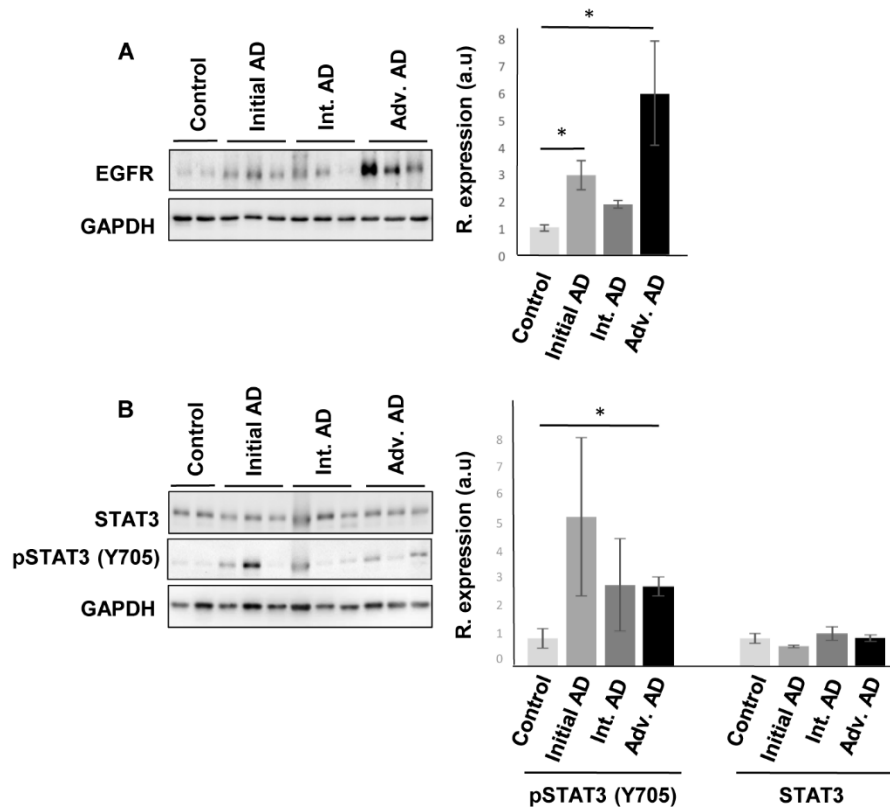 A
Control
Initial AD
Int. AD
Adv. AD
EGFR
GAPDH
R. expression (a.u)
8
7
6
5
4
3
2
1
0
*
*
Control
Initial AD
Int. AD
Adv. AD
B
Control
Initial AD
Int. AD
Adv. AD
STAT3
pSTAT3 (Y705)
GAPDH
R. expression (a.u)
8
7
6
5
4
3
2
1
0
*
Control
Initial AD
Int. AD
Adv. AD
Control
Initial AD
Int. AD
Adv. AD
pSTAT3 (Y705)
STAT3